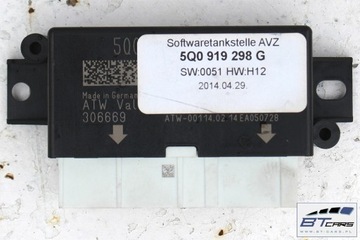 5Q0
Softwaretankstelle AVZ
5Q0 919 298 G
SW:0051 HW:H12
2014.04.29.
Made in Germany
ATW Val
306669
ATW-00114.02 14EA050728
BTcars